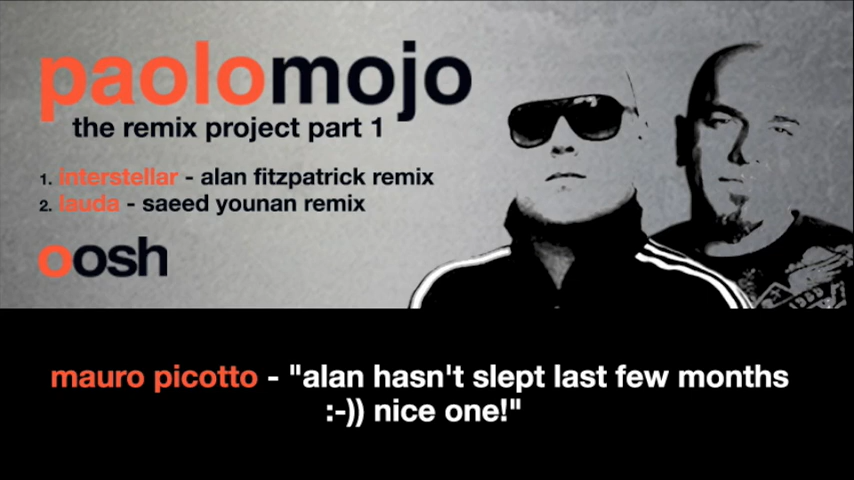 paolomojo
the remix project part 1
1. interstellar - alan fitzpatrick remix
2. lauda - saeed younan remix
oosh
mauro picotto - "alan hasn't slept last few months
:-)) nice one!"